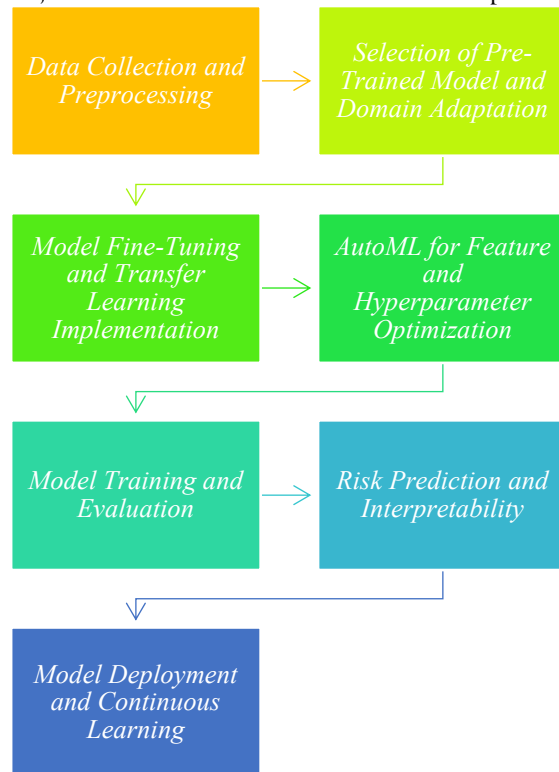 Data Collection and
Preprocessing
Selection of Pre-
Trained Model and
Domain Adaptation
Model Fine-Tuning
and Transfer
Learning
Implementation
AutoML for Feature
and
Hyperparameter
Optimization
Model Training and
Evaluation
Risk Prediction and
Interpretability
Model Deployment
and Continuous
Learning